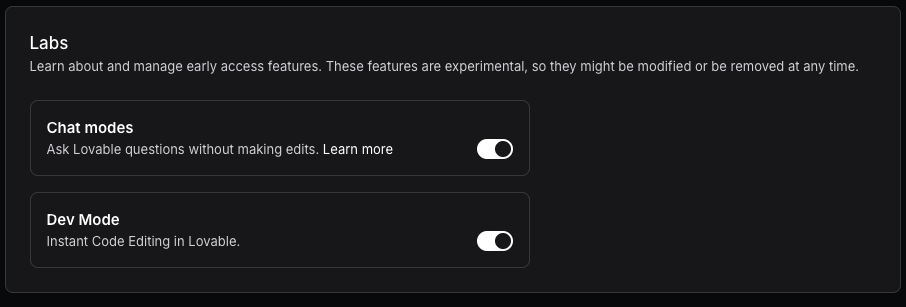 Labs
Learn about and manage early access features. These features are experimental, so they might be modified or be removed at any time.
Chat modes
Ask Lovable questions without making edits. Learn more
Dev Mode
Instant Code Editing in Lovable.